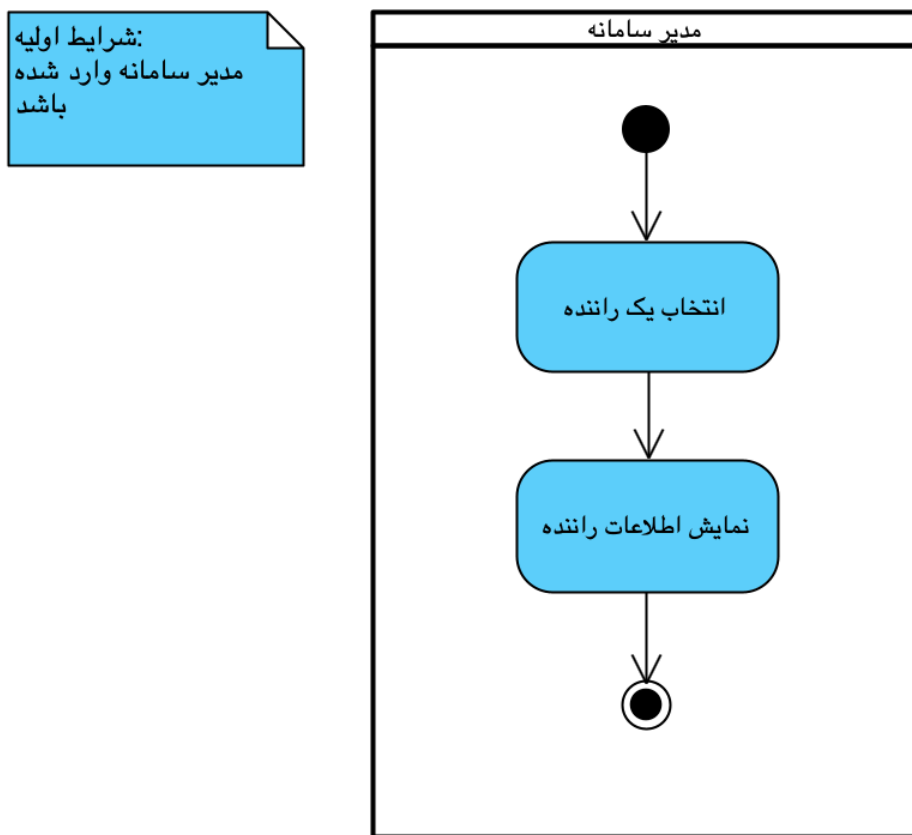 شرایط اولیه:
مدیر سامانه وارد شده
باشد
مدیر سامانه
انتخاب یک راننده
نمایش اطلاعات راننده